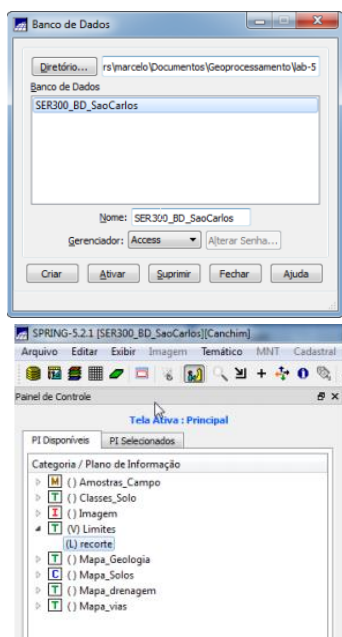 Banco de Dados
Diretório... rs\marcelo\Documentos\Geoprocessamento\lab-5
Banco de Dados
SER300_BD_SaoCarlos
Nome: SER300_BD_SaoCarlos
Gerenciador: Access Alterar Senha...
Criar Ativar Suprimir Fechar Ajuda
SPRING-5.2.1 [SER300_BD_SaoCarlos][Canchim]
Arquivo Editar Exibir Imagem Temático MNT Cadastral
Painel de Controle
Tela Ativa : Principal
PI Disponíveis PI Selecionados
Categoria / Plano de Informação
M ( ) Amostras_Campo
T ( ) Classes_Solo
I ( ) Imagem
T (V) Limites
(L) recorte
T ( ) Mapa_Geologia
C ( ) Mapa_Solos
T ( ) Mapa_drenagem
T ( ) Mapa_vias